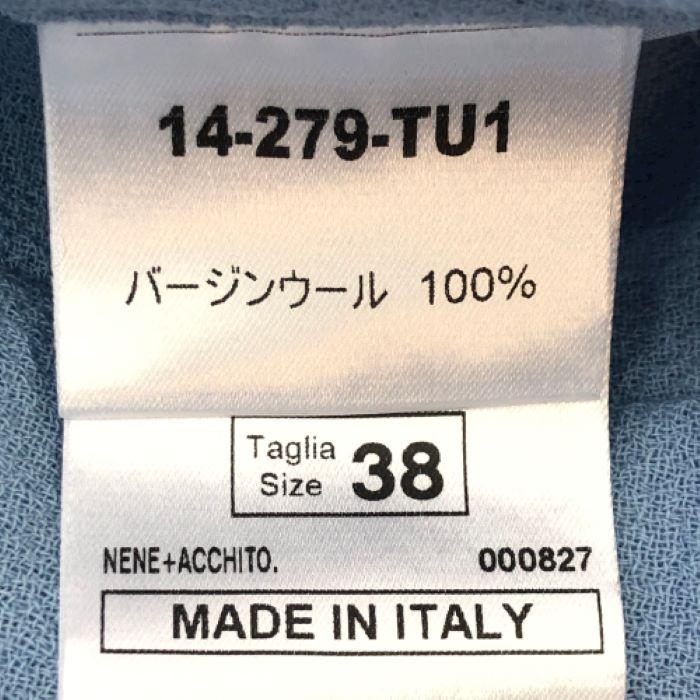 14-279-TU1
バージンウール 100%
Taglia
Size 38
NENE+ACCHITO. 000827
MADE IN ITALY